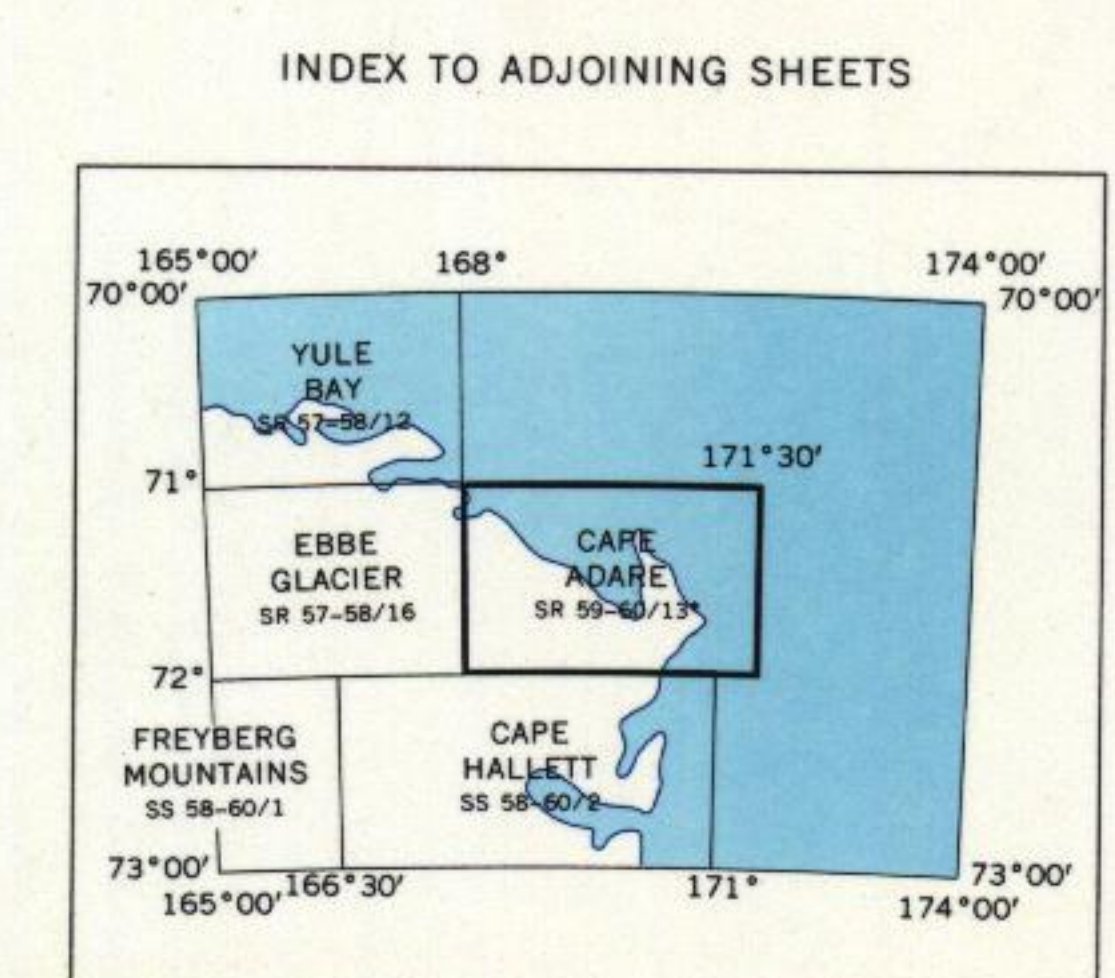 INDEX TO ADJOINING SHEETS
165°00′ 168° 174°00′
70°00′ 70°00′
YULE
BAY
SR 57-58/12
171°30′
71°
EBBE
GLACIER
SR 57-58/16
CAPE
ADARE
SR 59-60/13*
72°
FREYBERG
MOUNTAINS
SS 58-60/1
CAPE
HALLETT
SS 58-60/2
73°00′ 73°00′
165°00′ 166°30′ 171° 174°00′